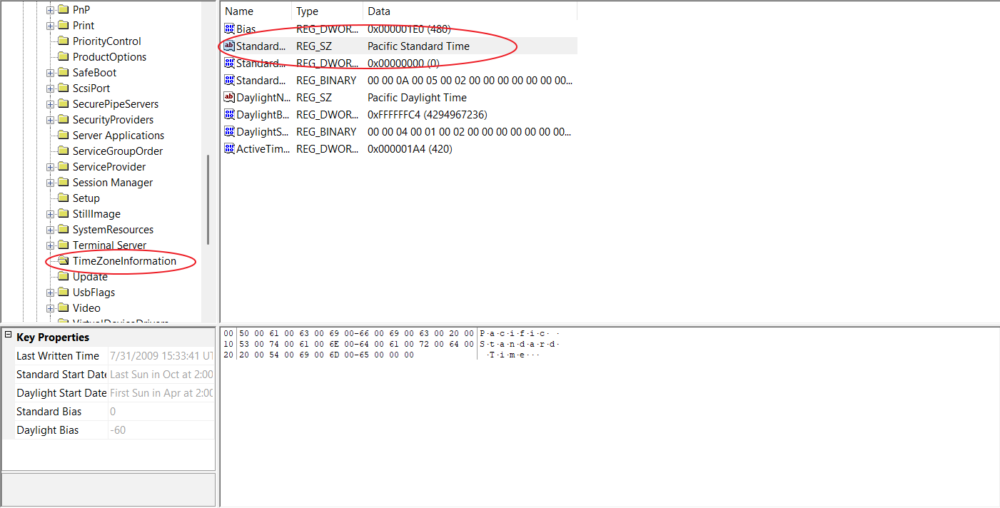 PnP
Print
PriorityControl
ProductOptions
SafeBoot
ScsiPort
SecurePipeServers
SecurityProviders
Server Applications
ServiceGroupOrder
ServiceProvider
Session Manager
Setup
StillImage
SystemResources
Terminal Server
TimeZoneInformation
Update
UsbFlags
Video
VirtualDeviceDrivers
Name Type Data
Bias REG_DWOR... 0x000001E0 (480)
Standard... REG_SZ Pacific Standard Time
Standard... REG_DWOR... 0x00000000 (0)
Standard... REG_BINARY 00 00 0A 00 05 00 02 00 00 00 00 00 00 00...
DaylightN... REG_SZ Pacific Daylight Time
DaylightB... REG_DWOR... 0xFFFFFFC4 (4294967236)
DaylightS... REG_BINARY 00 00 04 00 01 00 02 00 00 00 00 00 00 00...
ActiveTim... REG_DWOR... 0x000001A4 (420)
Key Properties
Last Written Time 7/31/2009 15:33:41 UT
Standard Start Date Last Sun in Oct at 2:00
Daylight Start Date First Sun in Apr at 2:00
Standard Bias 0
Daylight Bias -60
00 50 00 61 00 63 00 69 00-66 00 69 00 63 00 20 00 P·a·c·i·f·i·c· ·
10 53 00 74 00 61 00 6E 00-64 00 61 00 72 00 64 00 S·t·a·n·d·a·r·d·
20 20 00 54 00 69 00 6D 00-65 00 00 00 ·T·i·m·e···